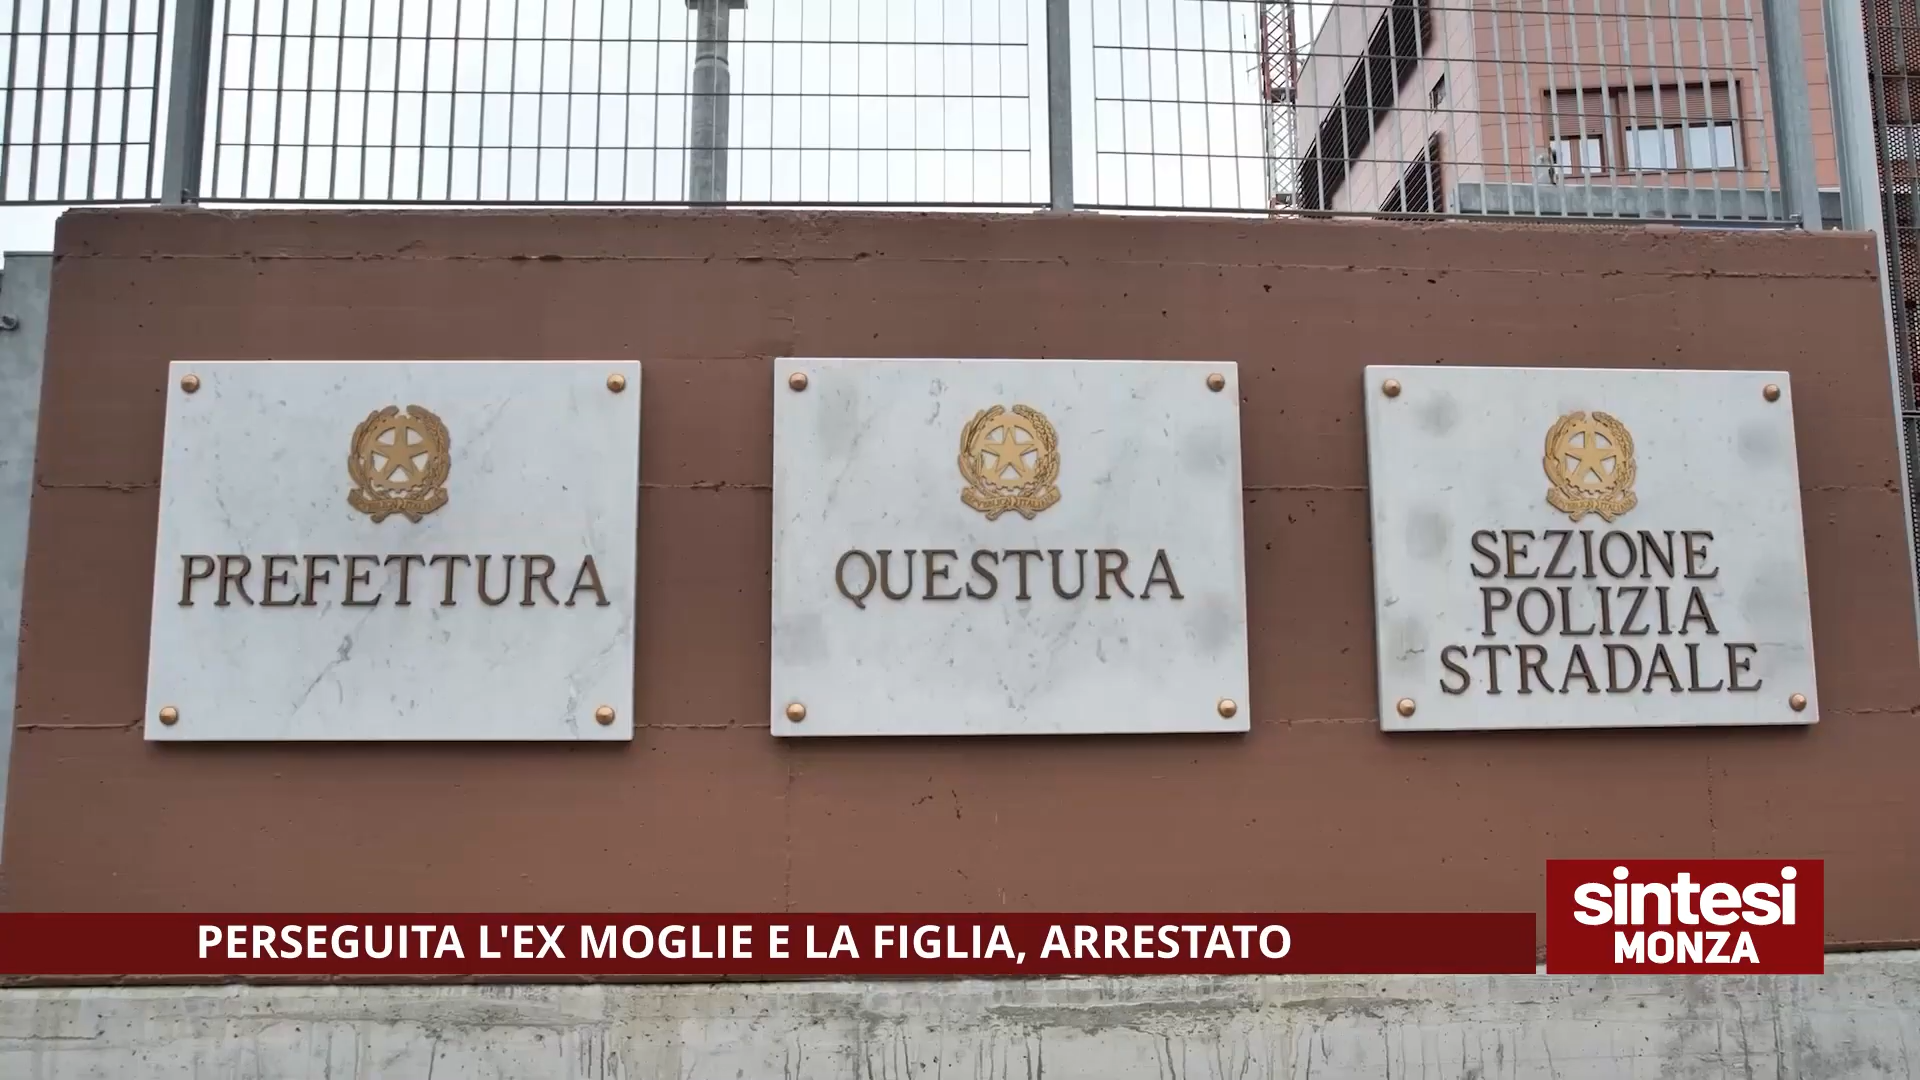 PREFETTURA
QUESTURA
SEZIONE
POLIZIA
STRADALE
PERSEGUITA L'EX MOGLIE E LA FIGLIA, ARRESTATO
sintesi
MONZA